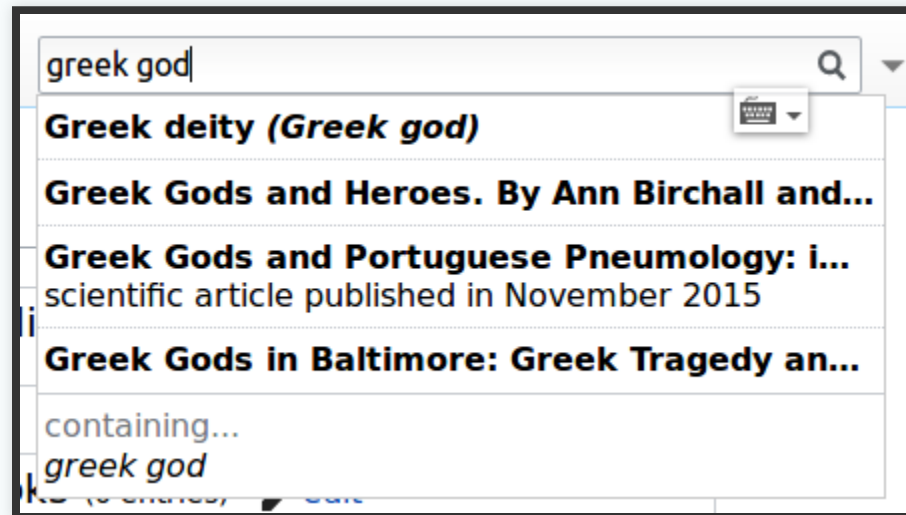 greek god
Greek deity (Greek god)
Greek Gods and Heroes. By Ann Birchall and...
Greek Gods and Portuguese Pneumology: i...
scientific article published in November 2015
Greek Gods in Baltimore: Greek Tragedy an...
containing...
greek god